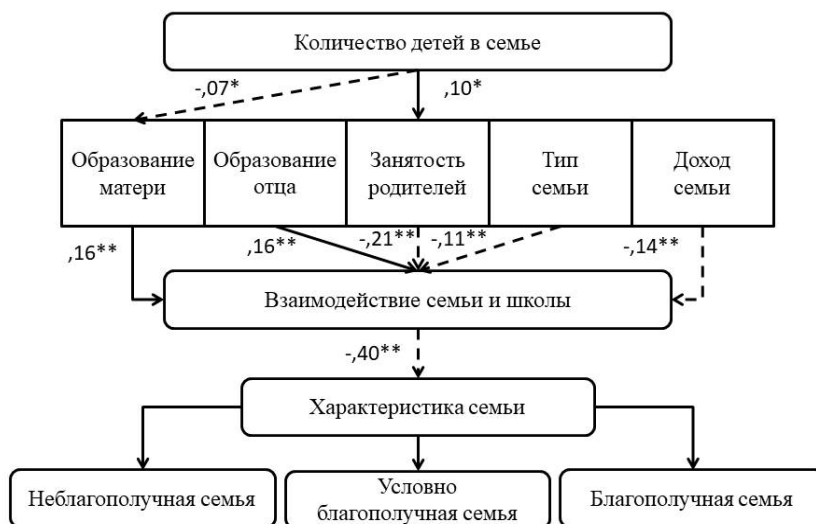 Количество детей в семье
-,07*
,10*
Образование
матери
Образование
отца
Занятость
родителей
Тип
семьи
Доход
семьи
,16**
,16**
-,21**
-,11**
-,14**
Взаимодействие семьи и школы
-,40**
Характеристика семьи
Неблагополучная семья
Условно
благополучная семья
Благополучная семья